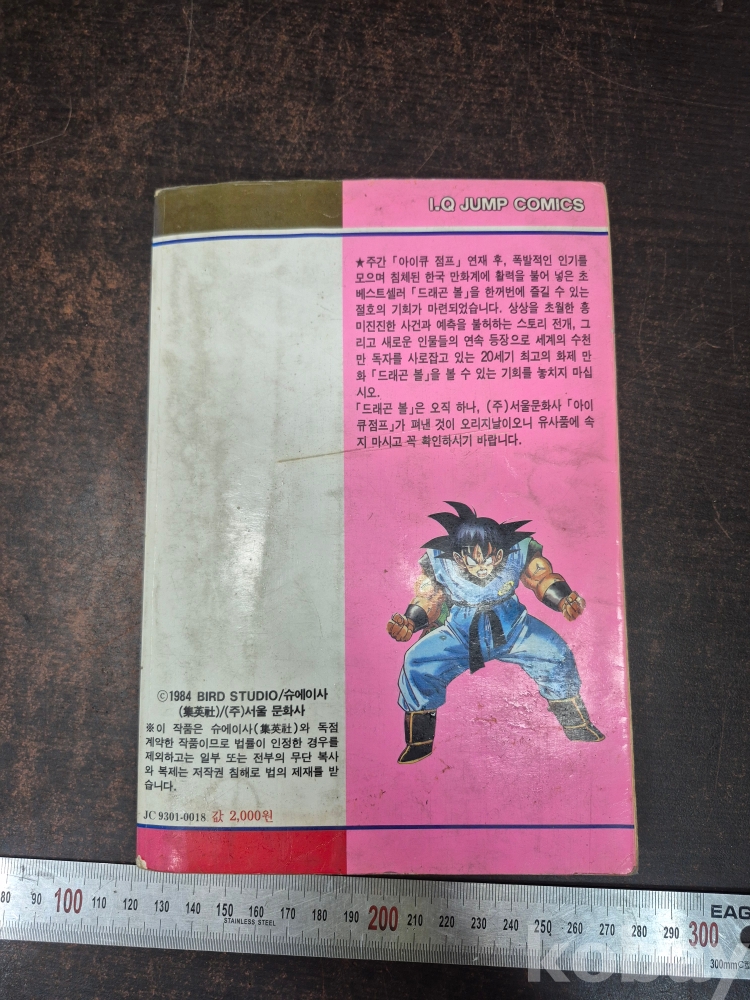 I.Q JUMP COMICS
★주간 「아이큐 점프」 연재 후, 폭발적인 인기를
모으며 침체된 한국 만화계에 활력을 불어 넣은 초
베스트셀러 「드래곤 볼」을 한꺼번에 즐길 수 있는
절호의 기회가 마련되었습니다. 상상을 초월한 흥
미진진한 사건과 예측을 불허하는 스토리 전개, 그
리고 새로운 인물들의 연속 등장으로 세계의 수천
만 독자를 사로잡고 있는 20세기 최고의 화제 만
화 「드래곤 볼」을 볼 수 있는 기회를 놓치지 마십
시오.
「드래곤 볼」은 오직 하나, (주)서울문화사 「아이
큐점프」가 펴낸 것이 오리지날이오니 유사품에 속
지 마시고 꼭 확인하시기 바랍니다.
ⓒ1984 BIRD STUDIO/슈에이사
(集英社)/(주)서울 문화사
※이 작품은 슈에이사(集英社)와 독점
계약한 작품이므로 법률이 인정한 경우를
제외하고는 일부 또는 전부의 무단 복사
와 복제는 저작권 침해로 법의 제재를 받
습니다.
JC 9301-0018 값 2,000원
80 90 100 110 120 130 140 150 160 170 180 190 200 210 220 230 240 250 260 270 280 290 300
STAINLESS STEEL
EAG
300mm
kobay